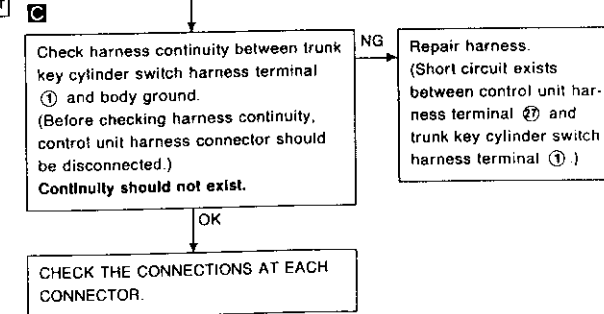 C
Check harness continuity between trunk
key cylinder switch harness terminal
① and body ground.
(Before checking harness continuity,
control unit harness connector should
be disconnected.)
Continuity should not exist.
NG
Repair harness.
(Short circuit exists
between control unit har-
ness terminal ㉗ and
trunk key cylinder switch
harness terminal ① .)
OK
CHECK THE CONNECTIONS AT EACH
CONNECTOR.